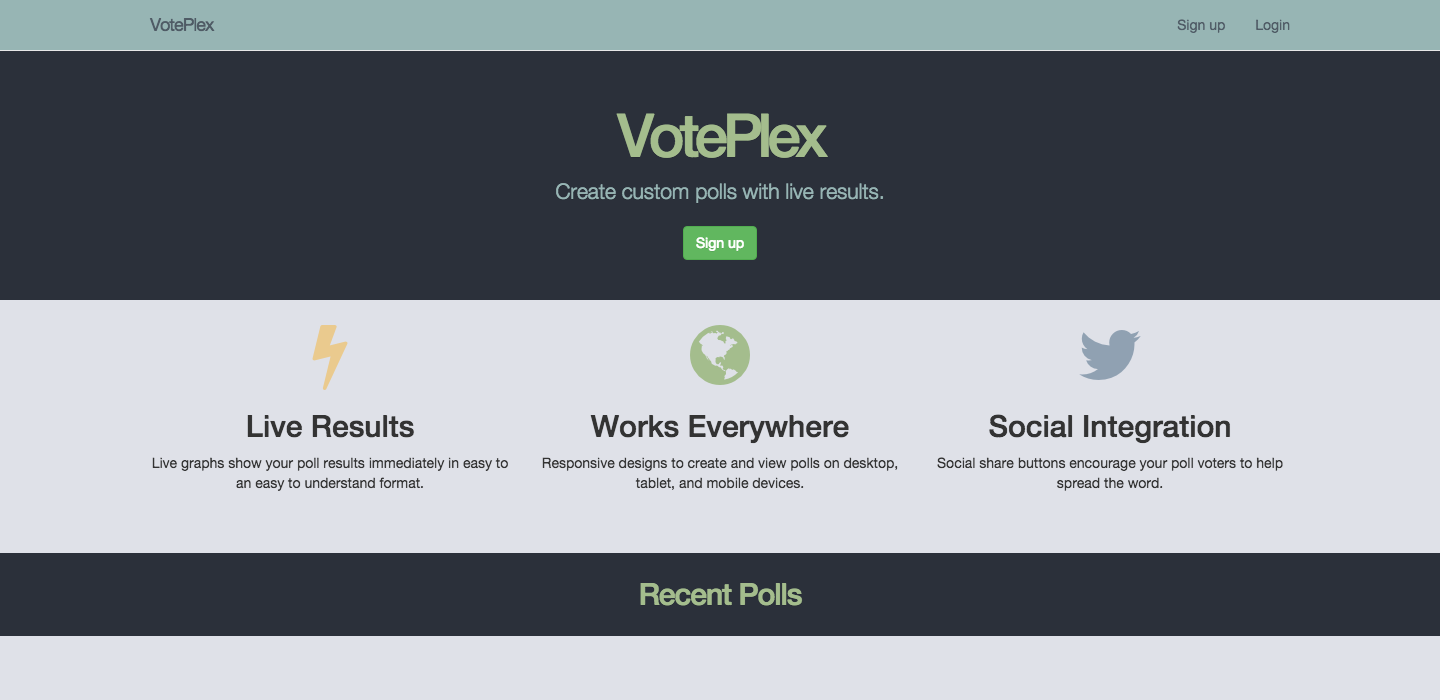 VotePlex
Sign up
Login
VotePlex
Create custom polls with live results.
Sign up
Live Results
Live graphs show your poll results immediately in easy to
an easy to understand format.
Works Everywhere
Responsive designs to create and view polls on desktop,
tablet, and mobile devices.
Social Integration
Social share buttons encourage your poll voters to help
spread the word.
Recent Polls